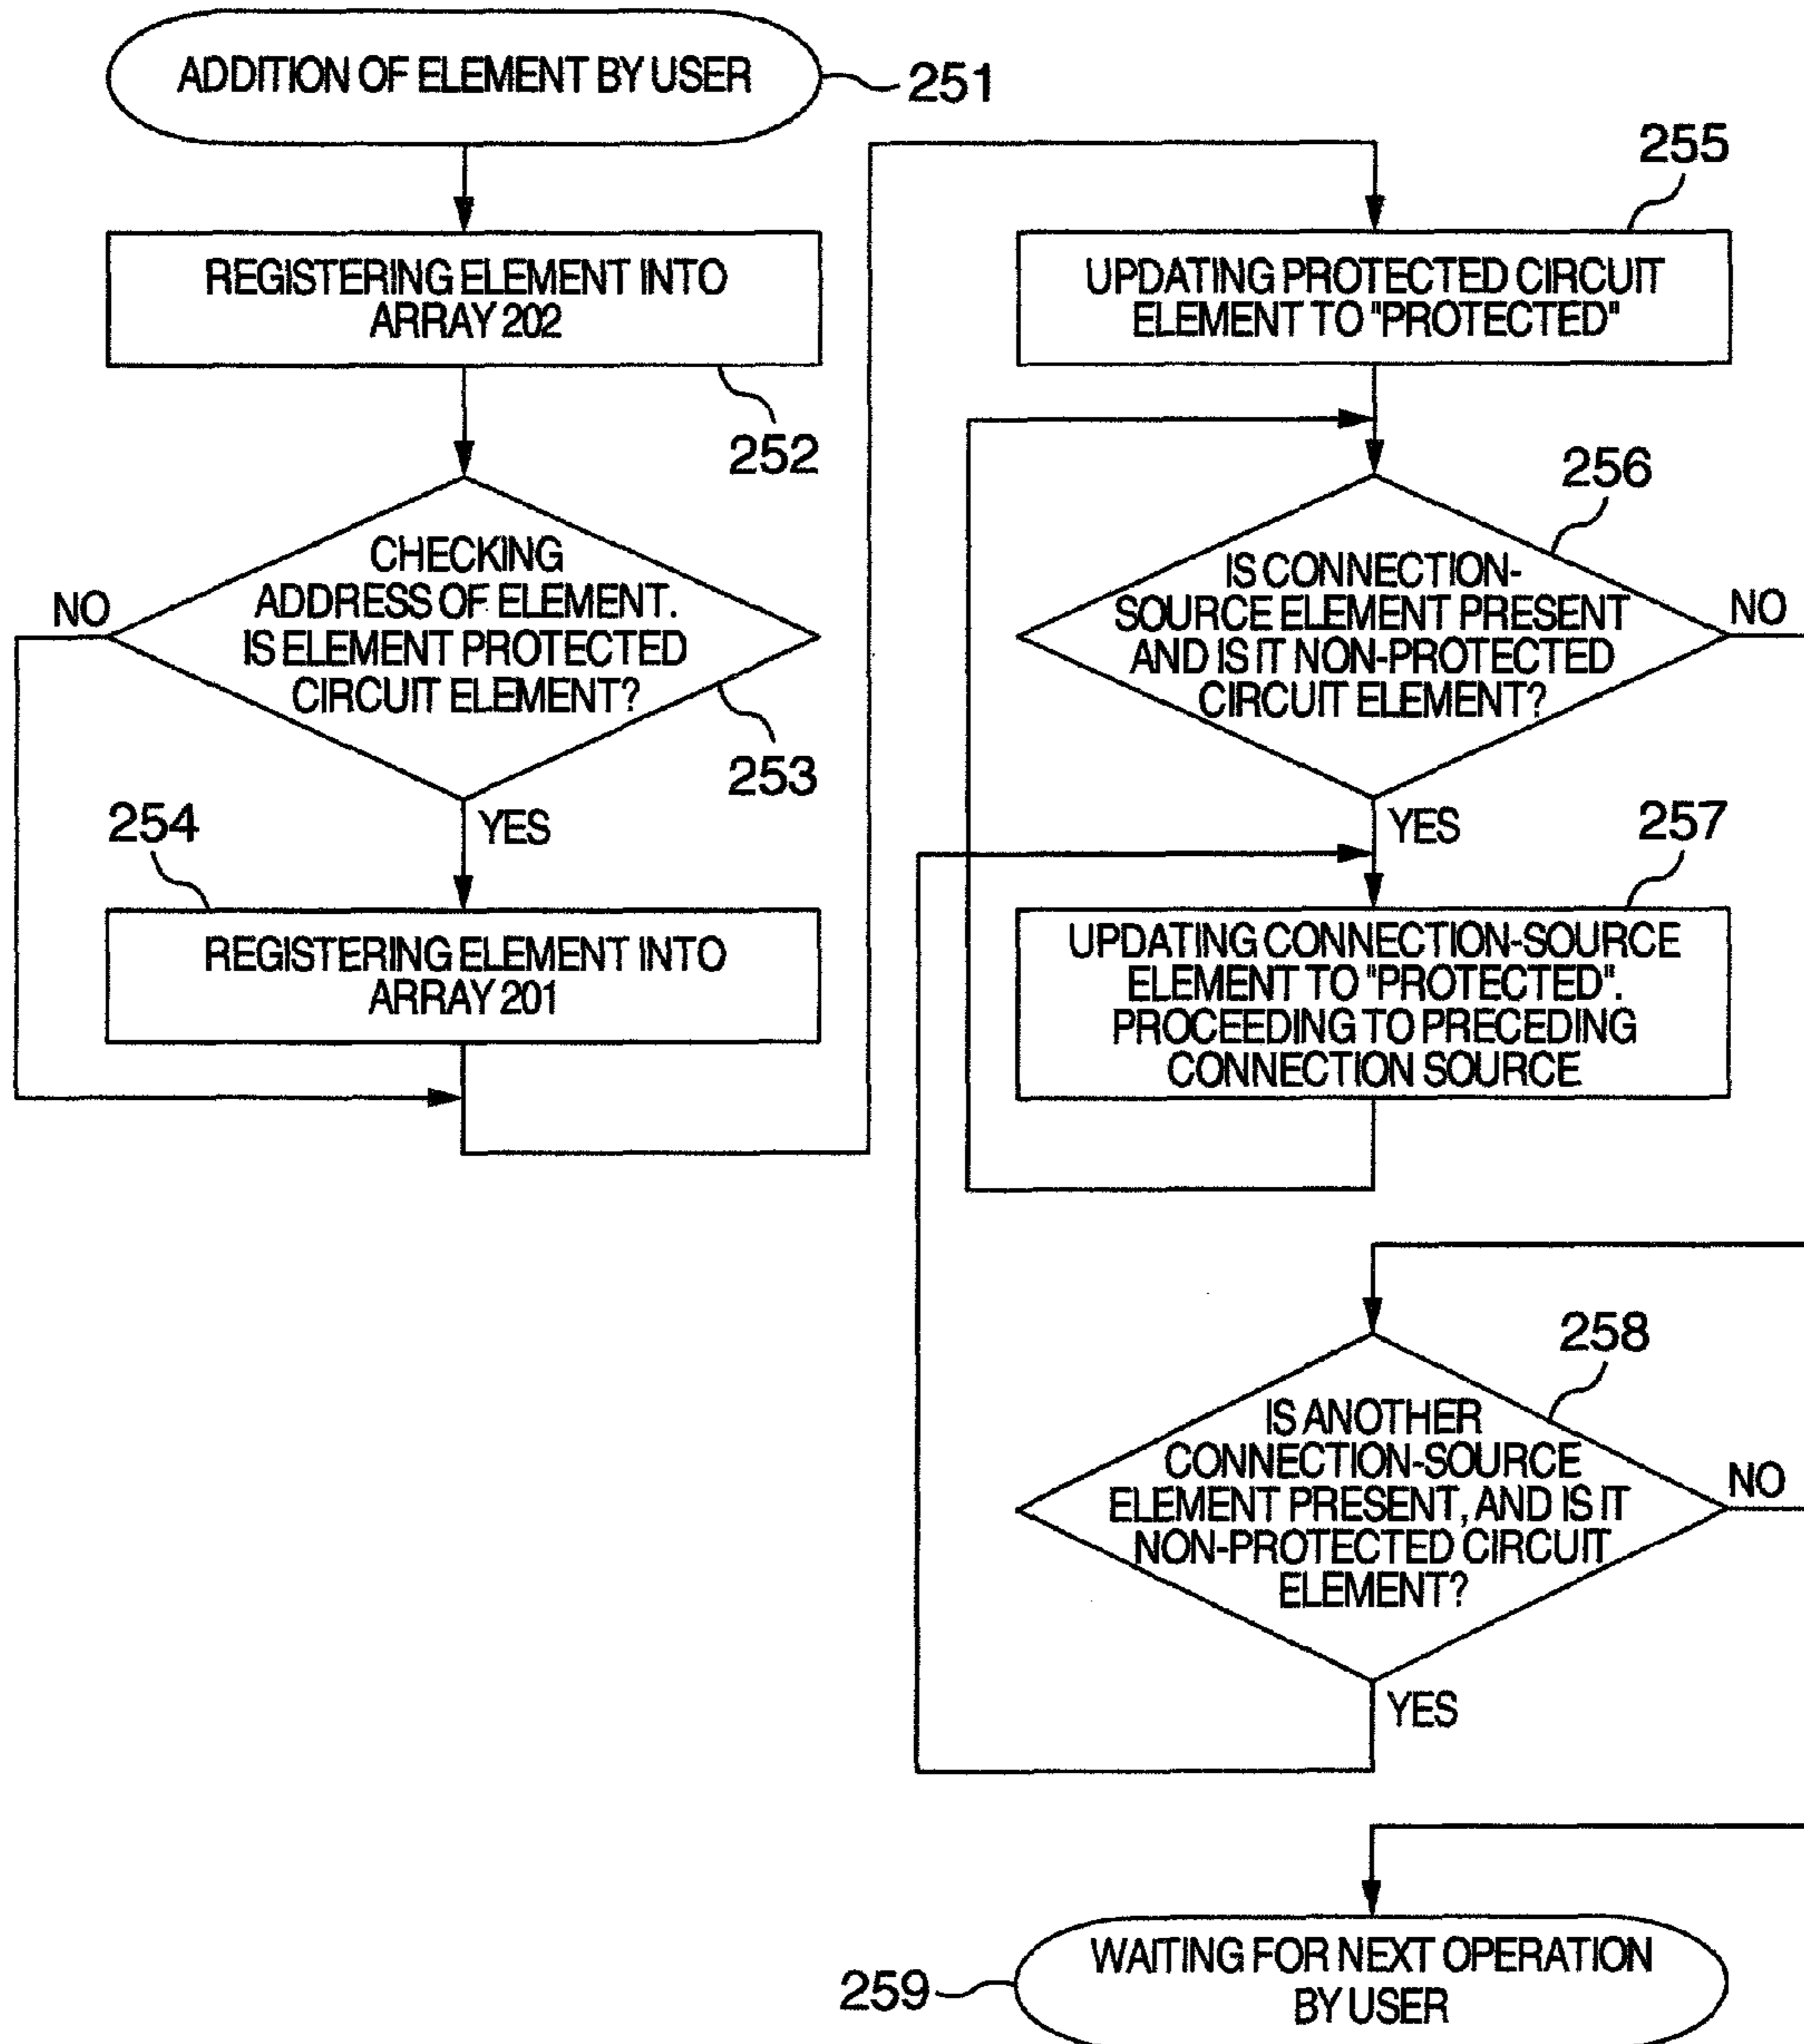 ADDITION OF ELEMENT BY USER
251
REGISTERING ELEMENT INTO
ARRAY 202
252
CHECKING
ADDRESS OF ELEMENT.
IS ELEMENT PROTECTED
CIRCUIT ELEMENT?
NO
253
YES
254
REGISTERING ELEMENT INTO
ARRAY 201
255
UPDATING PROTECTED CIRCUIT
ELEMENT TO "PROTECTED"
256
IS CONNECTION-
SOURCE ELEMENT PRESENT
AND IS IT NON-PROTECTED
CIRCUIT ELEMENT?
NO
YES
257
UPDATING CONNECTION-SOURCE
ELEMENT TO "PROTECTED".
PROCEEDING TO PRECEDING
CONNECTION SOURCE
258
IS ANOTHER
CONNECTION-SOURCE
ELEMENT PRESENT, AND IS IT
NON-PROTECTED CIRCUIT
ELEMENT?
NO
YES
259
WAITING FOR NEXT OPERATION
BY USER